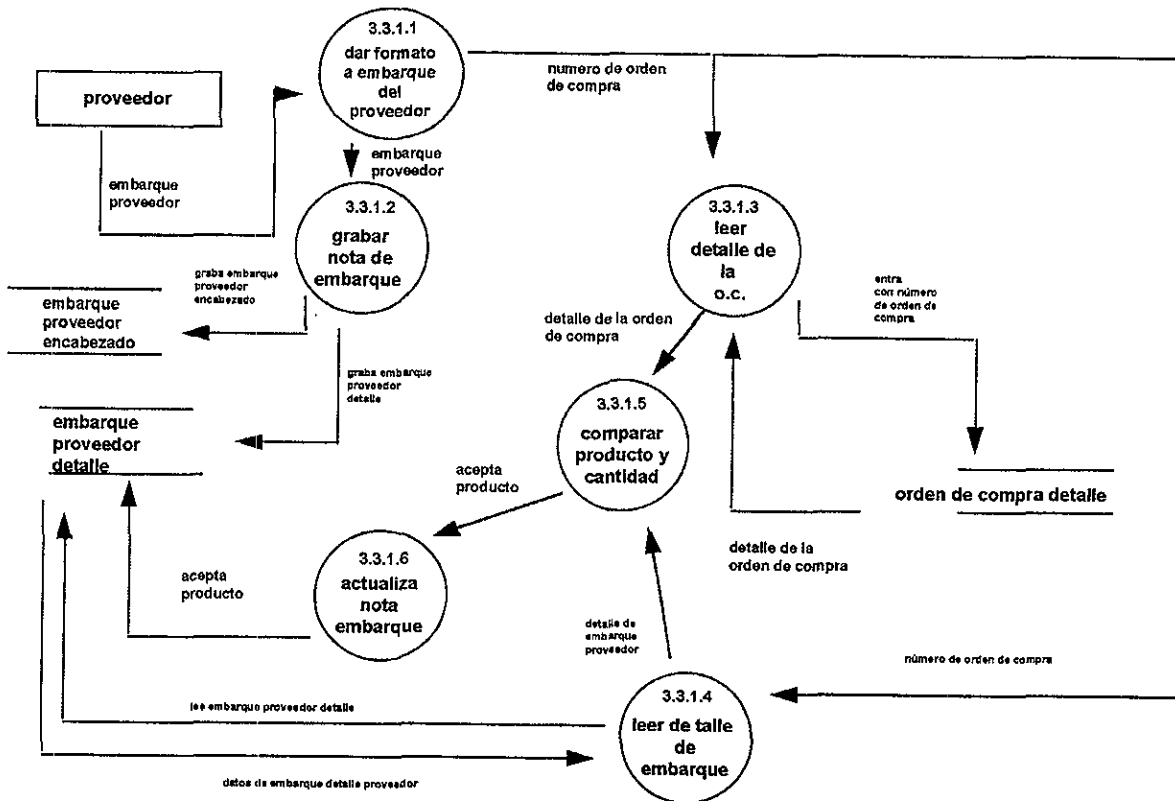 3.3.1.1
dar formato
a embarque
del
proveedor
numero de orden
de compra
proveedor
embarque
proveedor
embarque
proveedor
3.3.1.2
grabar
nota de
embarque
3.3.1.3
leer
detalle de
la
o.c.
graba embarque
proveedor
encabezado
embarque
proveedor
encabezado
entra
con número
de orden de
compra
detalle de la orden
de compra
graba embarque
proveedor
detalle
embarque
proveedor
detalle
3.3.1.5
comparar
producto y
cantidad
acepta
producto
orden de compra detalle
detalle de la
orden de compra
3.3.1.6
actualiza
nota
embarque
acepta
producto
detalle de
embarque
proveedor
número de orden de compra
3.3.1.4
leer de talle
de
embarque
lee embarque proveedor detalle
datos de embarque detalle proveedor